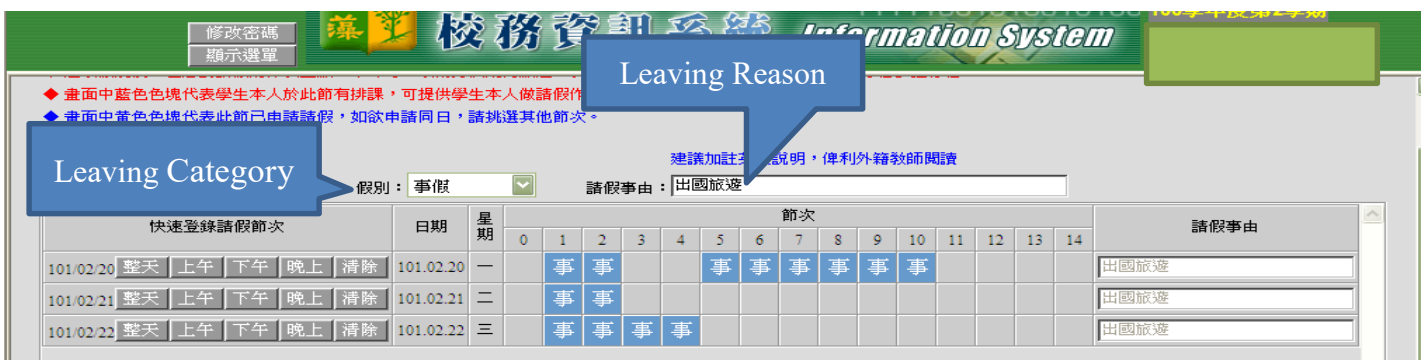 修改密碼
顯示選單
藻 校務資訊系統 Information System
Leaving Reason
◆ 畫面中藍色色塊代表學生本人於此節有排課，可提供學生本人做請假作
◆ 畫面中黃色色塊代表此節已申請請假，如欲申請同日，請挑選其他節次。
建議加註 說明，俾利外籍教師閱讀
Leaving Category
假別： 事假 請假事由： 出國旅遊
快速登錄請假節次 日期 星期 節次 請假事由
0 1 2 3 4 5 6 7 8 9 10 11 12 13 14
101/02/20 整天 上午 下午 晚上 清除 101.02.20 一 事 事 事 事 事 事 事 事 出國旅遊
101/02/21 整天 上午 下午 晚上 清除 101.02.21 二 事 事 出國旅遊
101/02/22 整天 上午 下午 晚上 清除 101.02.22 三 事 事 事 事 出國旅遊